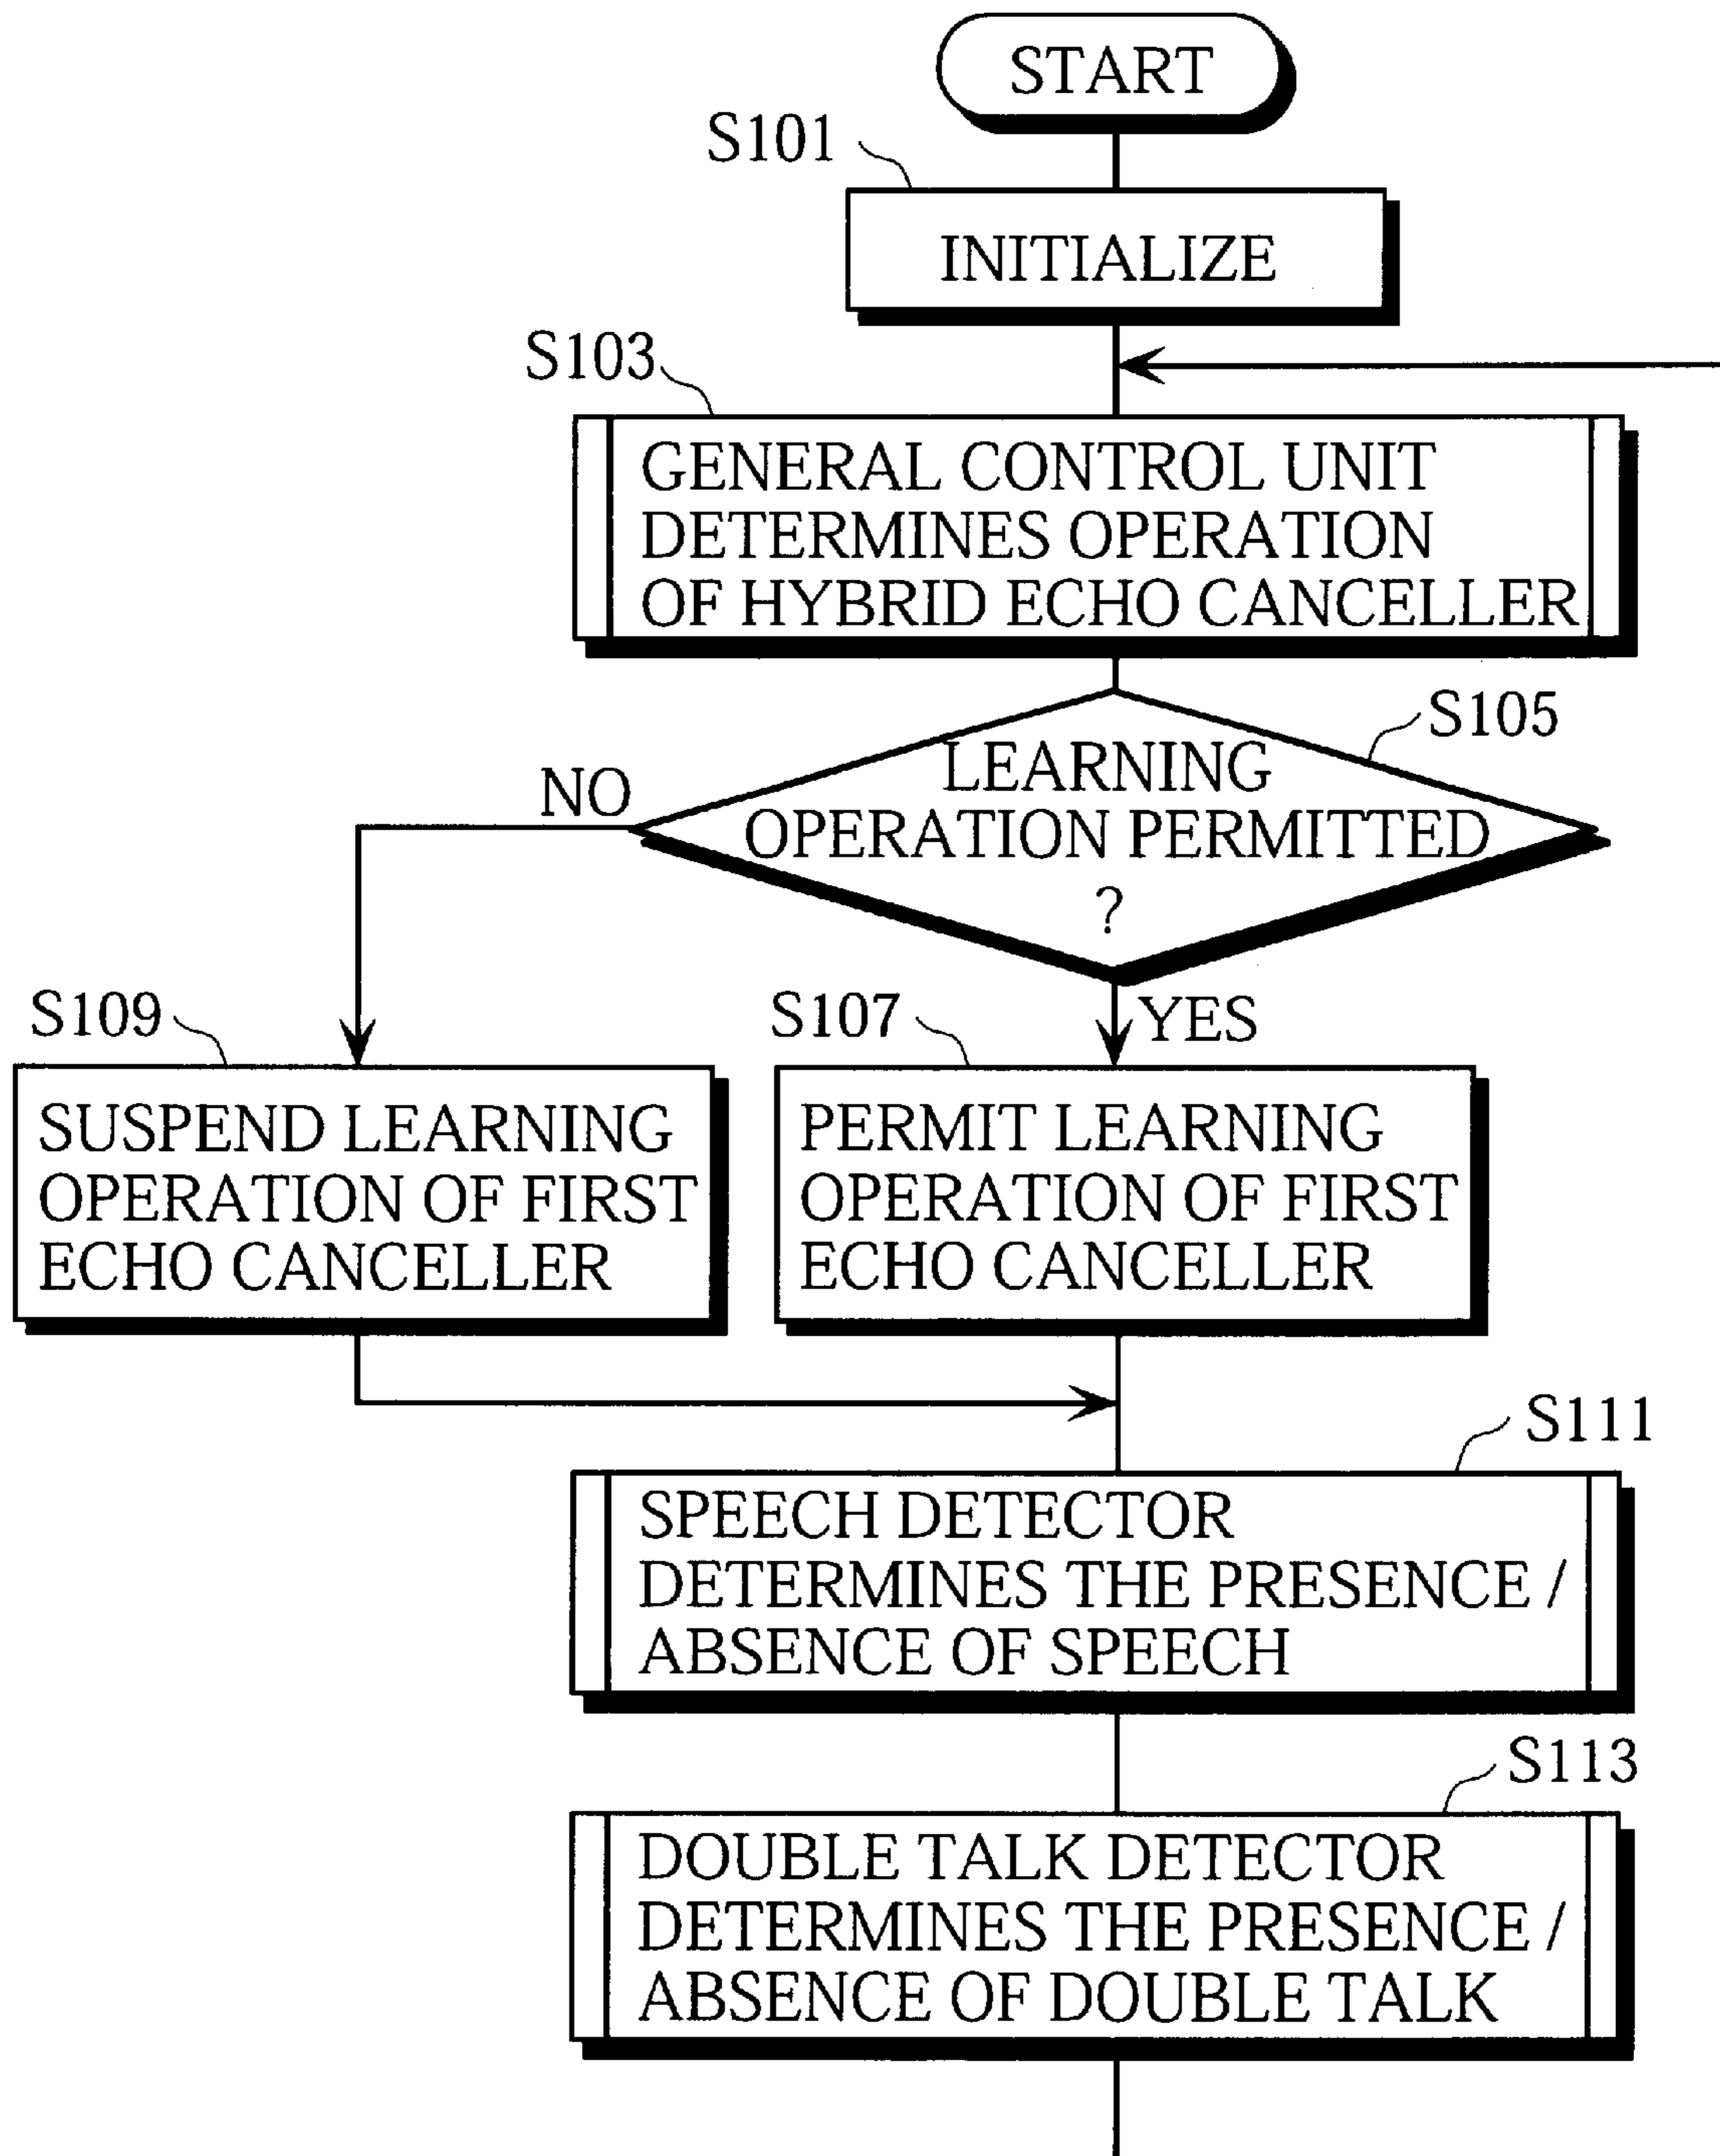 START
S101
INITIALIZE
S103
GENERAL CONTROL UNIT
DETERMINES OPERATION
OF HYBRID ECHO CANCELLER
S105
LEARNING
OPERATION PERMITTED
?
NO
YES
S109
SUSPEND LEARNING
OPERATION OF FIRST
ECHO CANCELLER
S107
PERMIT LEARNING
OPERATION OF FIRST
ECHO CANCELLER
S111
SPEECH DETECTOR
DETERMINES THE PRESENCE /
ABSENCE OF SPEECH
S113
DOUBLE TALK DETECTOR
DETERMINES THE PRESENCE /
ABSENCE OF DOUBLE TALK